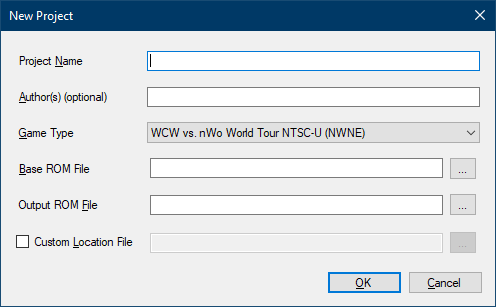 New Project
Project Name
Author(s) (optional)
Game Type
WCW vs. nWo World Tour NTSC-U (NWNE)
Base ROM File
...
Output ROM File
...
Custom Location File
...
OK
Cancel